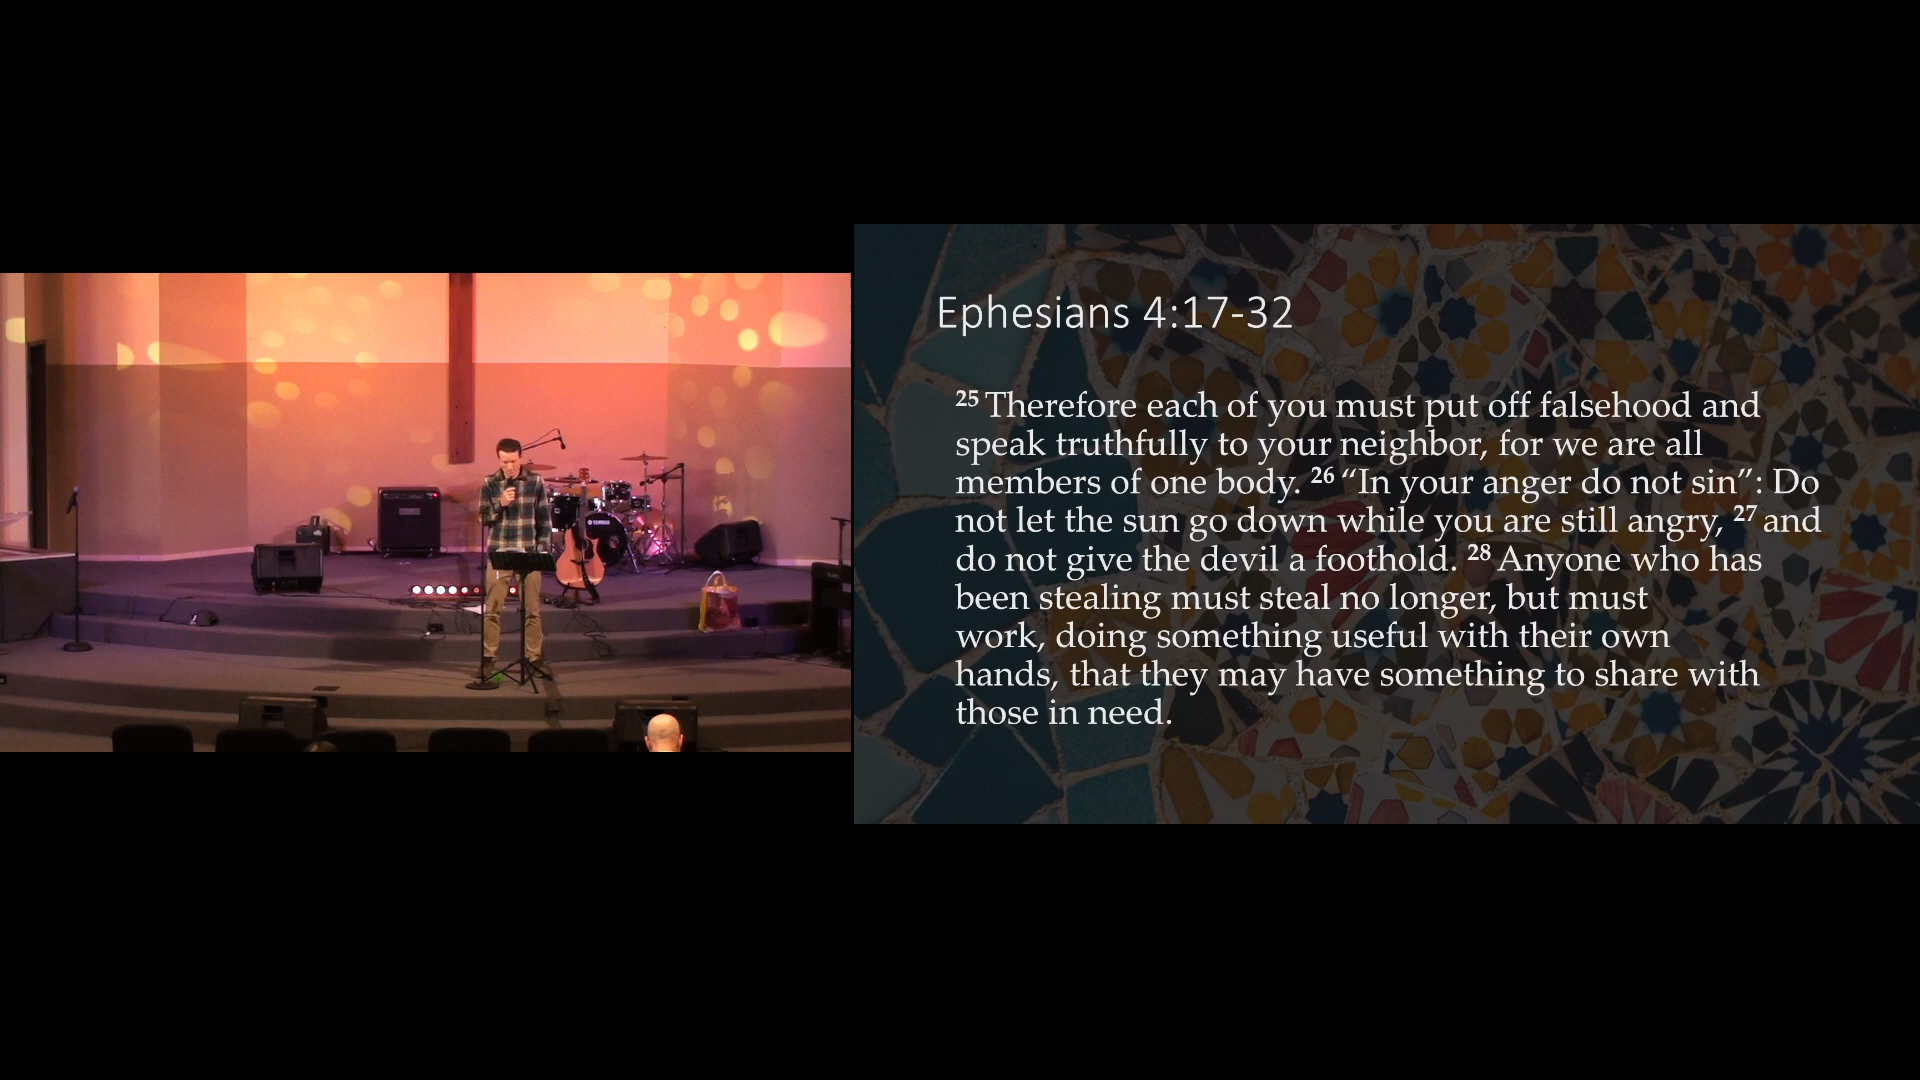 Ephesians 4:17-32
25 Therefore each of you must put off falsehood and
speak truthfully to your neighbor, for we are all
members of one body. 26 “In your anger do not sin”: Do
not let the sun go down while you are still angry, 27 and
do not give the devil a foothold. 28 Anyone who has
been stealing must steal no longer, but must
work, doing something useful with their own
hands, that they may have something to share with
those in need.
YAMAHA